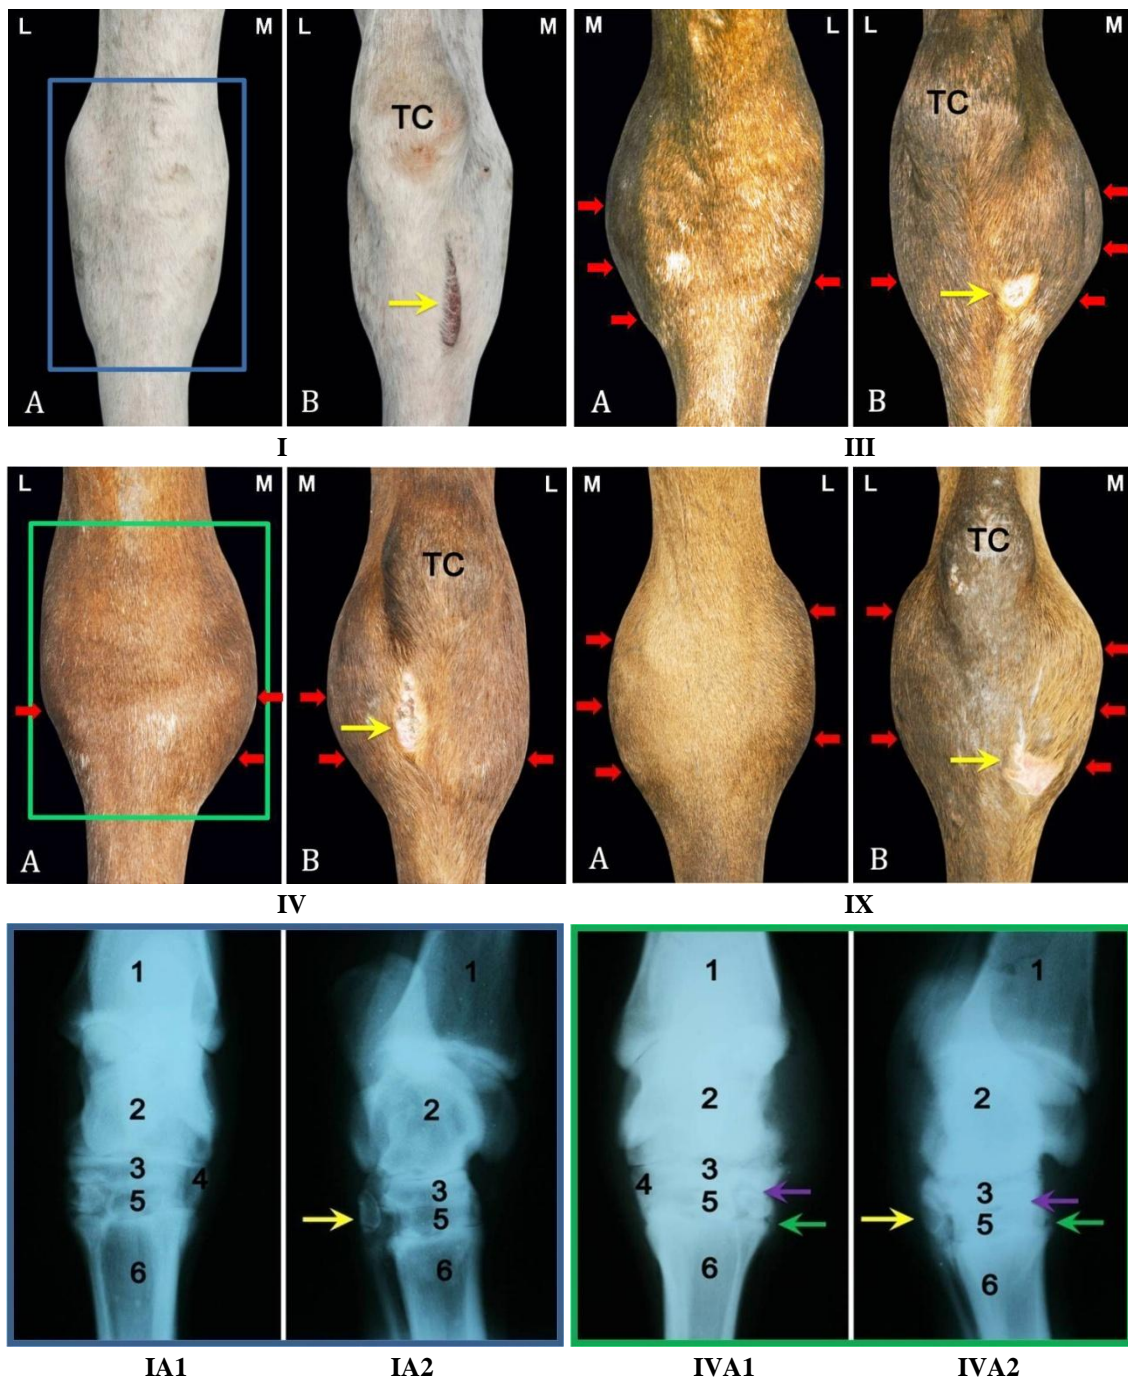 L M L M M L L M
TC TC
A B A B
I III
L M M L M L L M
TC TC
A B A B
IV IX
1 1 1 1
2 2 2 2
3 4 3 3 3
5 5 4 5 5
6 6 6 6
IA1 IA2 IVA1 IVA2